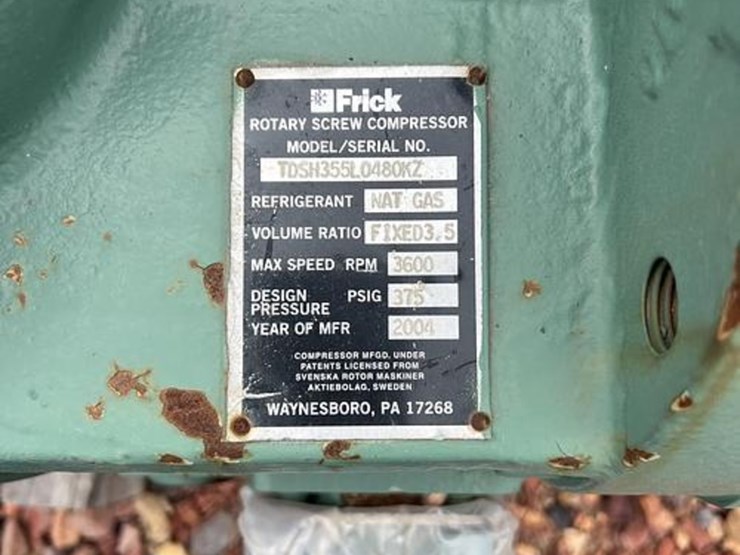 Frick
ROTARY SCREW COMPRESSOR
MODEL/SERIAL NO.
TDSH355L0480KZ
REFRIGERANT NAT GAS
VOLUME RATIO FIXED3.5
MAX SPEED RPM 3600
DESIGN PRESSURE PSIG 375
YEAR OF MFR 2004
COMPRESSOR MFGD. UNDER
PATENTS LICENSED FROM
SVENSKA ROTOR MASKINER
AKTIEBOLAG, SWEDEN
WAYNESBORO, PA 17268